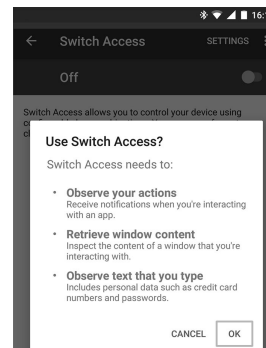 16:
Switch Access SETTINGS
Off
Switch Access allows you to control your device using
Use Switch Access?
Switch Access needs to:
• Observe your actions
Receive notifications when you're interacting
with an app.
• Retrieve window content
Inspect the content of a window that you're
interacting with.
• Observe text that you type
Includes personal data such as credit card
numbers and passwords.
CANCEL OK